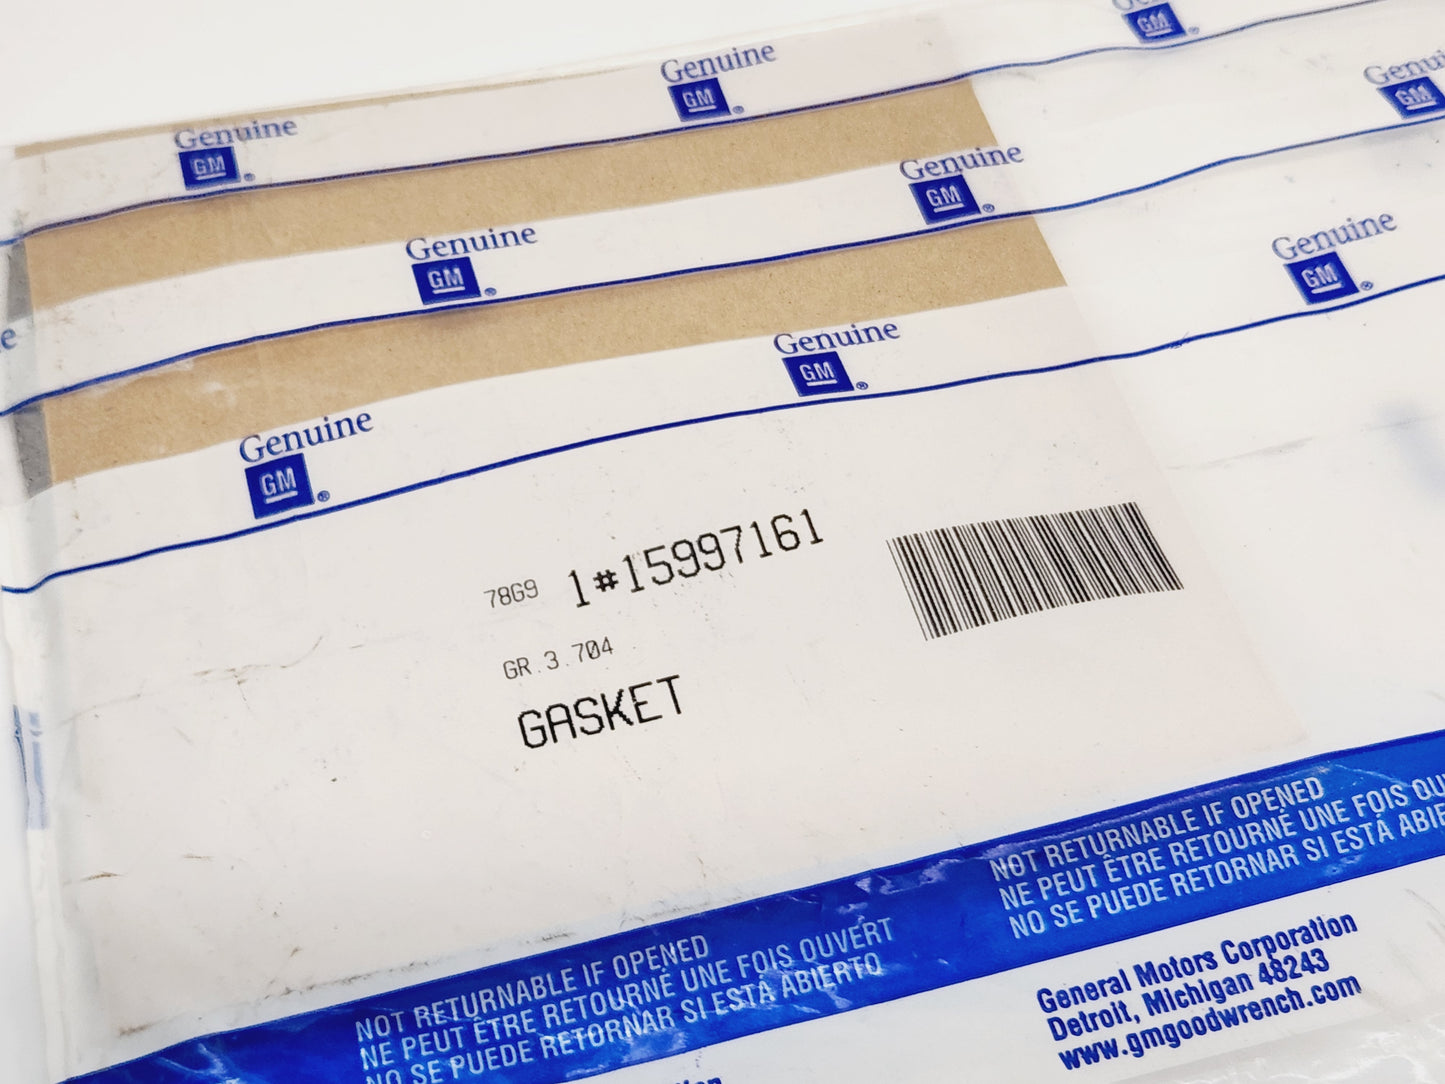 Genuine
GM ®
Genuine
GM ®
GM ®
Genuine
GM
Genuine
GM ®
Genuine
GM ®
Genuine
GM ®
Genuine
GM ®
Genuine
GM ®
78G9 1#15997161
GR.3.704
GASKET
NOT RETURNABLE IF OPENED
NE PEUT ÊTRE RETOURNÉ UNE FOIS OUVERT
NO SE PUEDE RETORNAR SI ESTÁ ABIERTO
NOT RETURNABLE IF OPENED
NE PEUT ÊTRE RETOURNÉ UNE FOIS
NO SE PUEDE RETORNAR SI ESTÁ
General Motors Corporation
Detroit, Michigan 48243
www.gmgoodwrench.com